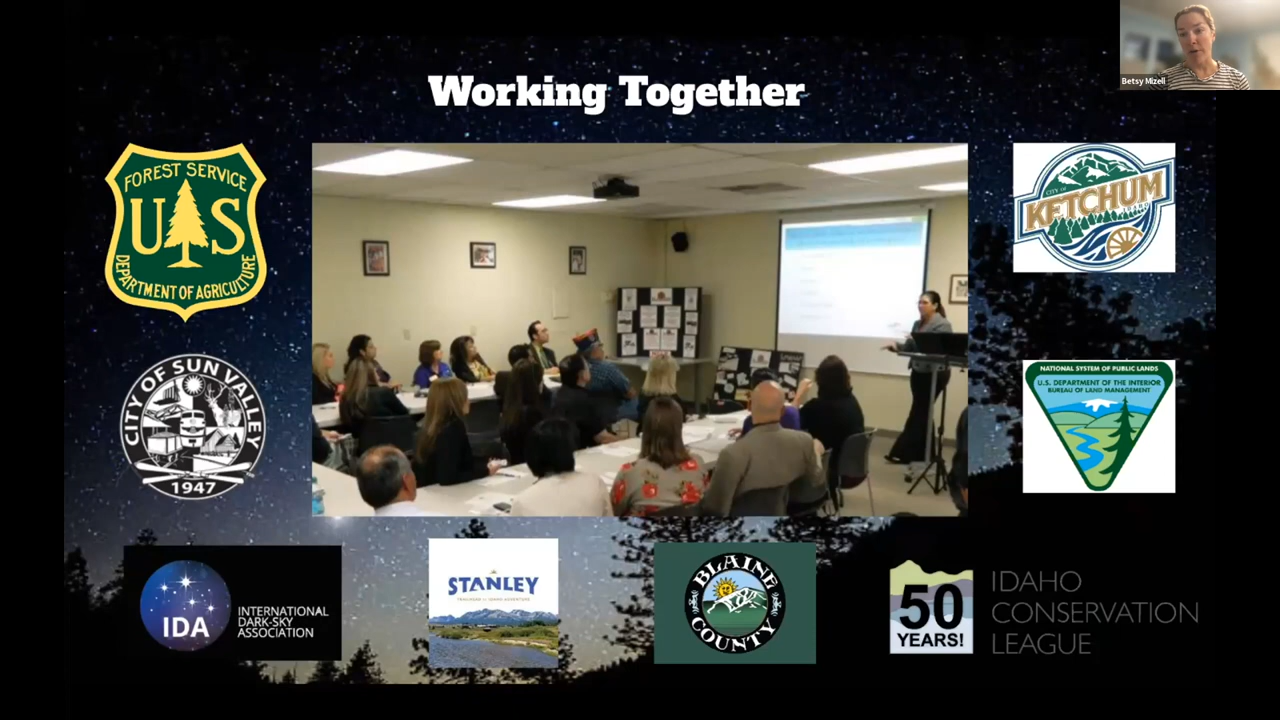 Working Together
Betsy Mizell
FOREST SERVICE
U S
DEPARTMENT OF AGRICULTURE
CITY OF
KETCHUM
IDAHO
CITY OF SUN VALLEY
1947
NATIONAL SYSTEM OF PUBLIC LANDS
U.S. DEPARTMENT OF THE INTERIOR
BUREAU OF LAND MANAGEMENT
IDA
INTERNATIONAL
DARK-SKY
ASSOCIATION
STANLEY
BLAINE
COUNTY
50
YEARS!
IDAHO
CONSERVATION
LEAGUE